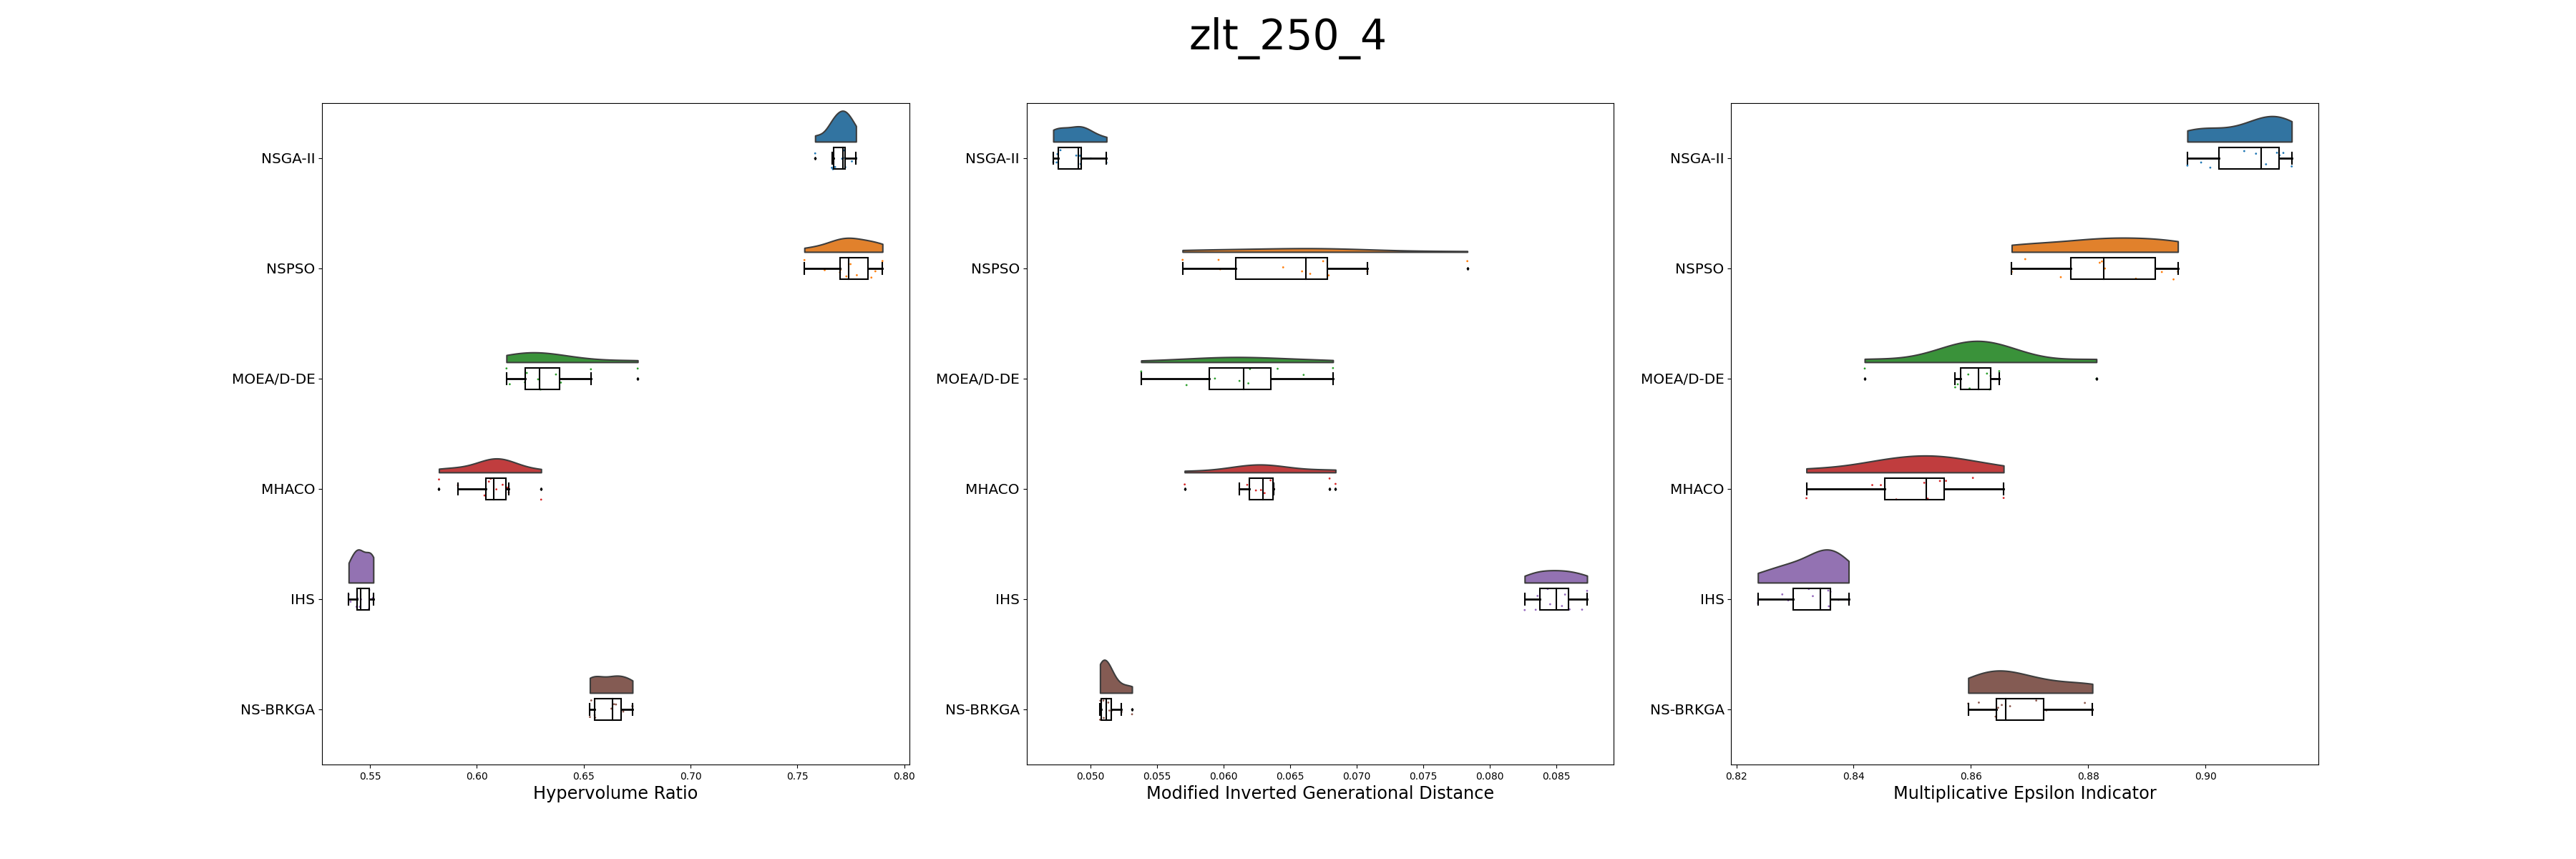 zlt_250_4
NSGA-II
NSPSO
MOEA/D-DE
MHACO
IHS
NS-BRKGA
0.55 0.60 0.65 0.70 0.75 0.80
Hypervolume Ratio
NSGA-II
NSPSO
MOEA/D-DE
MHACO
IHS
NS-BRKGA
0.050 0.055 0.060 0.065 0.070 0.075 0.080 0.085
Modified Inverted Generational Distance
NSGA-II
NSPSO
MOEA/D-DE
MHACO
IHS
NS-BRKGA
0.82 0.84 0.86 0.88 0.90
Multiplicative Epsilon Indicator